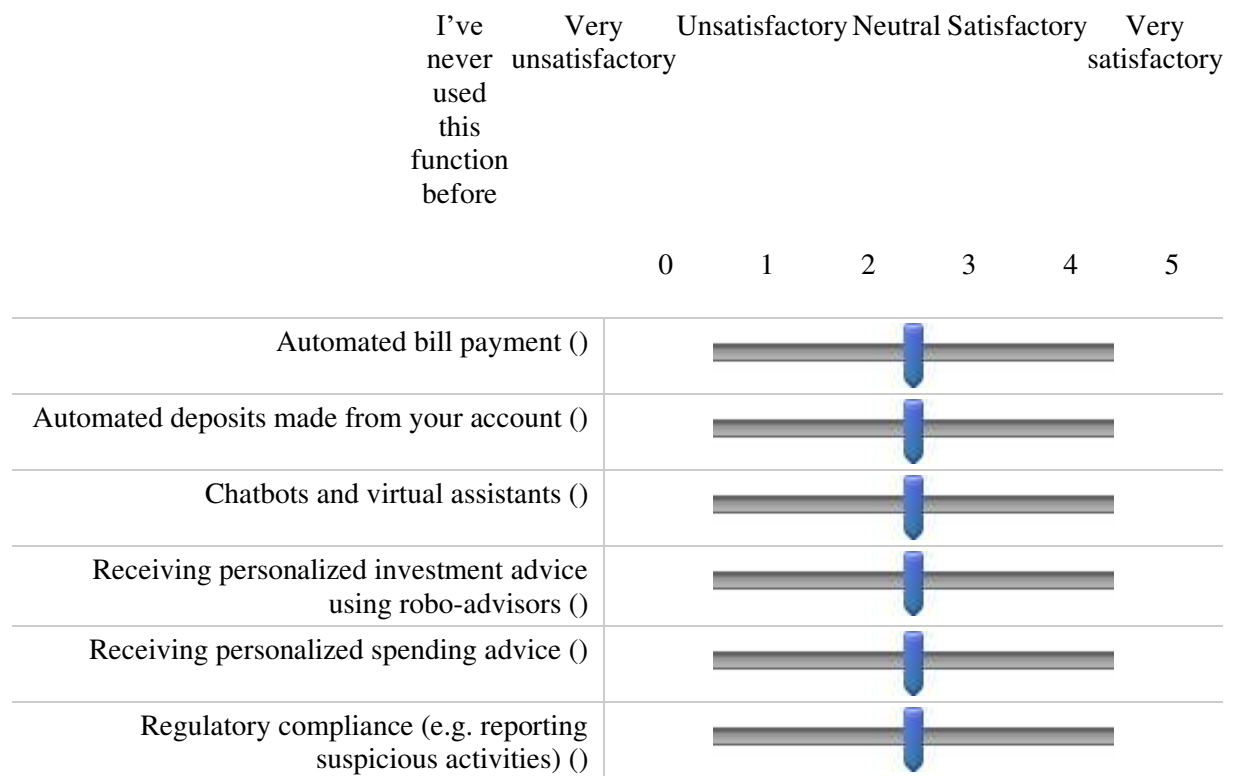 I’ve Very Unsatisfactory Neutral Satisfactory Very
never unsatisfactory satisfactory
used
this
function
before
0 1 2 3 4 5
Automated bill payment ()
Automated deposits made from your account ()
Chatbots and virtual assistants ()
Receiving personalized investment advice
using robo-advisors ()
Receiving personalized spending advice ()
Regulatory compliance (e.g. reporting
suspicious activities) ()